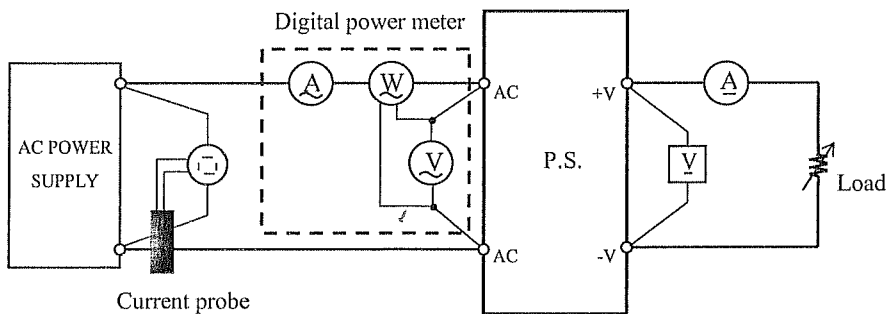 Digital power meter
AC POWER
SUPPLY
A
W
V
AC
AC
P.S.
+V
-V
A
V
Load
Current probe